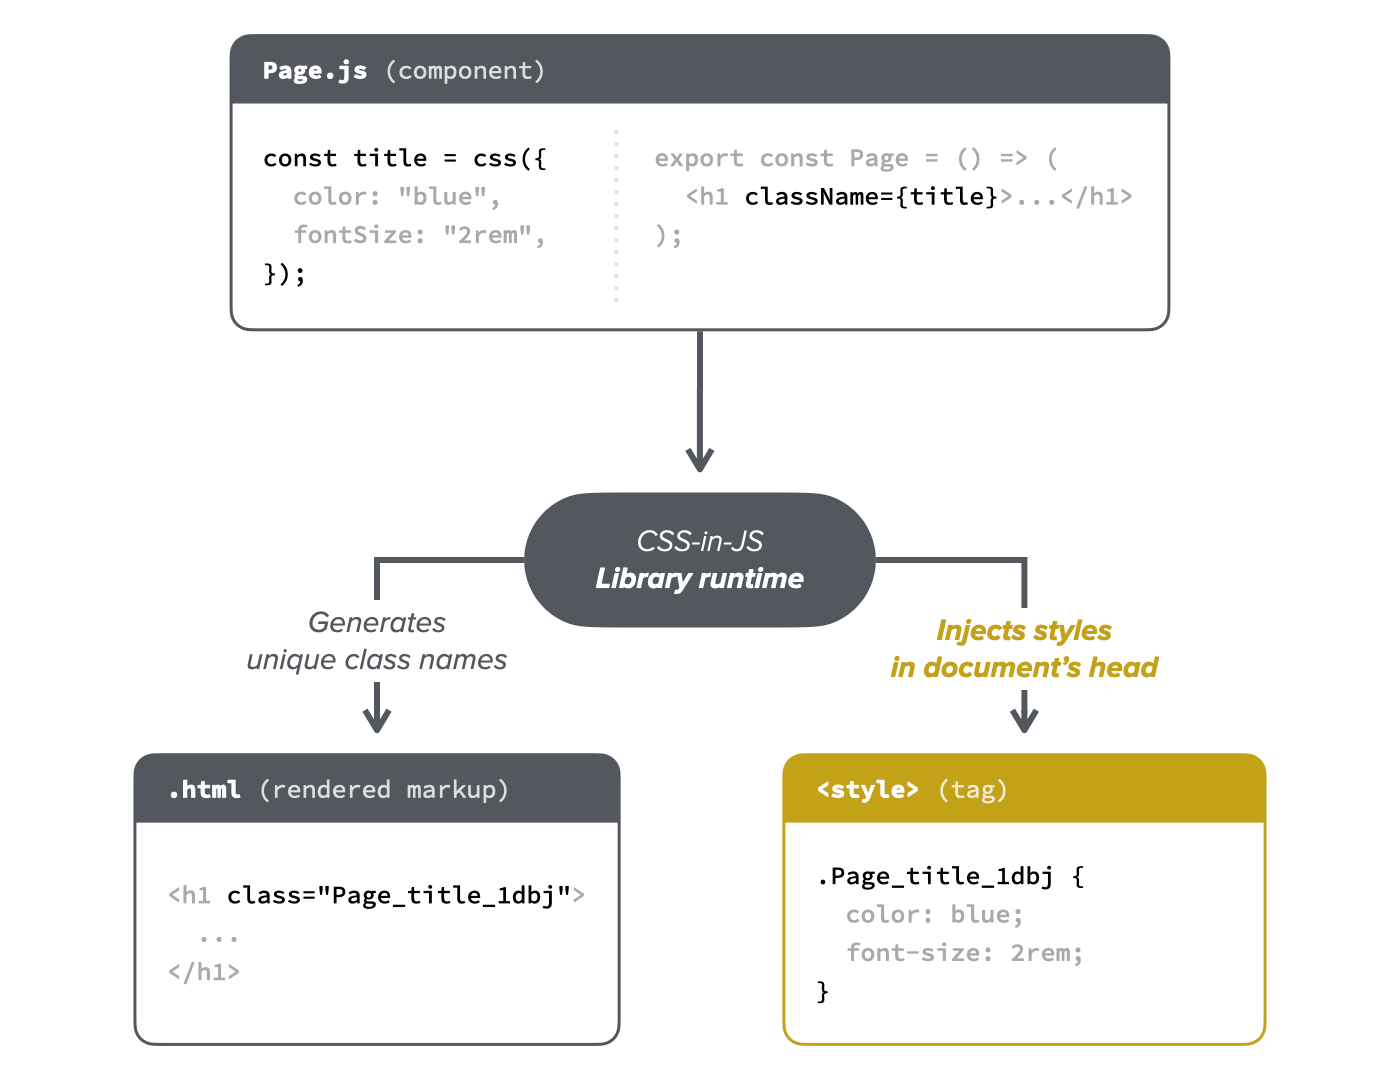 Page.js (component)
const title = css({
  color: "blue",
  fontSize: "2rem",
});
export const Page = () => (
  <h1 className={title}>...</h1>
);
CSS-in-JS
Library runtime
Generates
unique class names
Injects styles
in document’s head
.html (rendered markup)
<h1 class="Page_title_1dbj">
  ...
</h1>
<style> (tag)
.Page_title_1dbj {
  color: blue;
  font-size: 2rem;
}